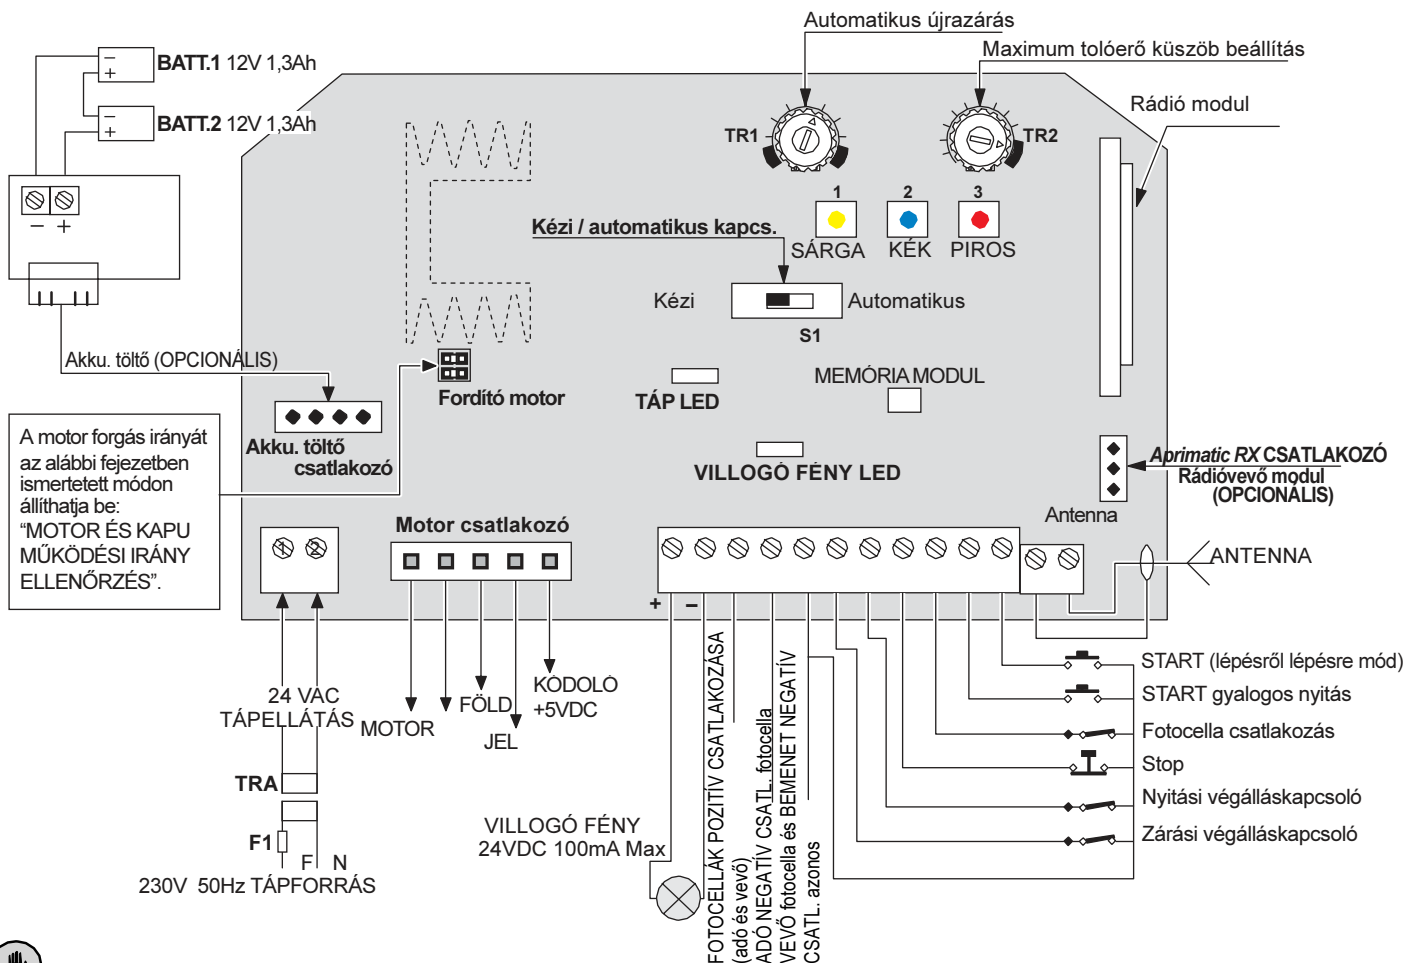 Automatikus újrazárás
Maximum tolóerő küszöb beállítás
Rádió modul
BATT.1 12V 1,3Ah
BATT.2 12V 1,3Ah
− +
− +
− +
TR1
TR2
1 2 3
SÁRGA KÉK PIROS
Kézi / automatikus kapcs.
Kézi
Automatikus
S1
Akku. töltő (OPCIONÁLIS)
Fordító motor
TÁP LED
MEMÓRIA MODUL
Akku. töltő
csatlakozó
VILLOGÓ FÉNY LED
Aprimatic RX CSATLAKOZÓ
Rádióvevő modul
(OPCIONÁLIS)
A motor forgás irányát
az alábbi fejezetben
ismertetett módon
állíthatja be:
“MOTOR ÉS KAPU
MŰKÖDÉSI IRÁNY
ELLENŐRZÉS”.
Motor csatlakozó
Antenna
ANTENNA
1 2
+ −
24 VAC
TÁPELLÁTÁS
MOTOR
FÖLD
JEL
KÓDOLÓ
+5VDC
TRA
F1
F N
230V 50Hz TÁPFORRÁS
VILLOGÓ FÉNY
24VDC 100mA Max
FOTOCELLÁK POZITÍV CSATLAKOZÁSA
(adó és vevő)
ADÓ NEGATÍV CSATL. fotocella
VEVŐ fotocella és BEMENET NEGATÍV
CSATL. azonos
START (lépésről lépésre mód)
START gyalogos nyitás
Fotocella csatlakozás
Stop
Nyitási végálláskapcsoló
Zárási végálláskapcsoló